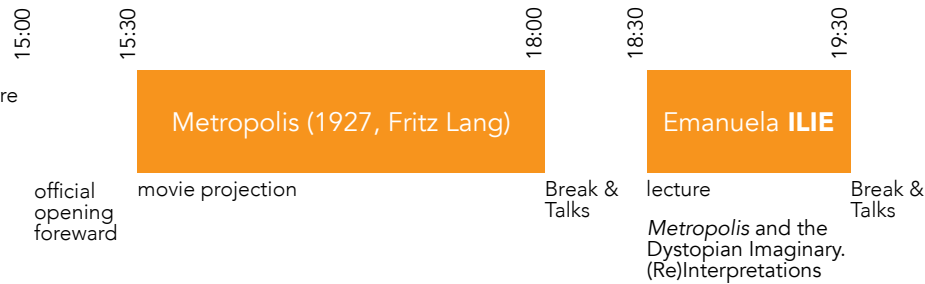 15:00
15:30
18:00
18:30
19:30
re
Metropolis (1927, Fritz Lang)
Emanuela ILIE
official
opening
foreward
movie projection
Break &
Talks
lecture
Metropolis and the
Dystopian Imaginary.
(Re)Interpretations
Break &
Talks